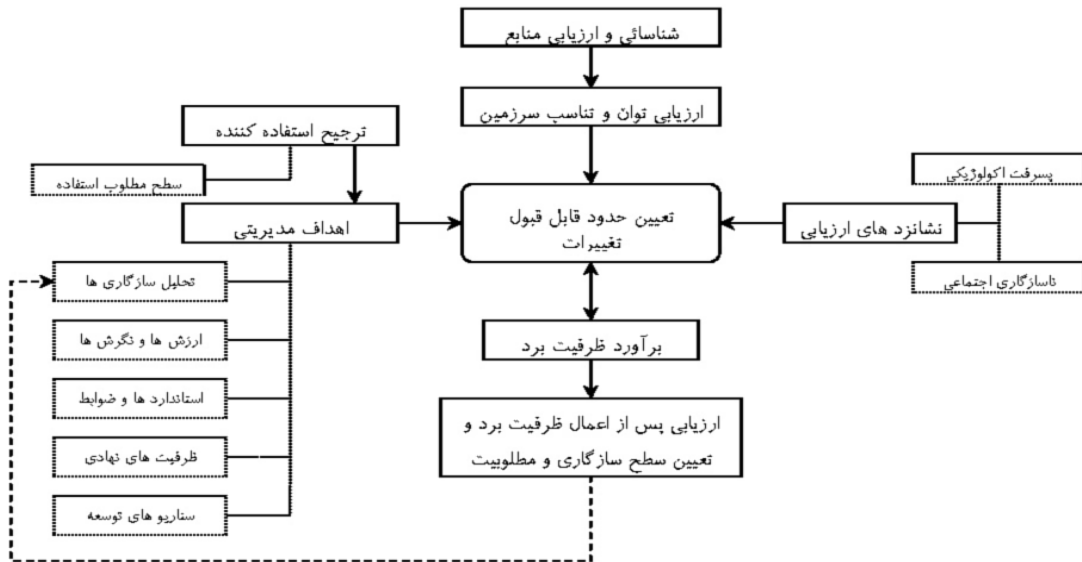 شناسائی و ارزیابی منابع
ارزیابی توان و تناسب سرزمین
ترجیح استفاده کننده
سطح مطلوب استفاده
پسرفت اکولوژیکی
تعیین حدود قابل قبول
تغییرات
اهداف مدیریتی
نشانزد های ارزیابی
تحلیل سازگاری ها
ناسازگاری اجتماعی
ارزش ها و نگرش ها
برآورد ظرفیت برد
استاندارد ها و ضوابط
ارزیابی پس از اعمال ظرفیت برد و
تعیین سطح سازگاری و مطلوبیت
ظرفیت های نهادی
سناریو های توسعه